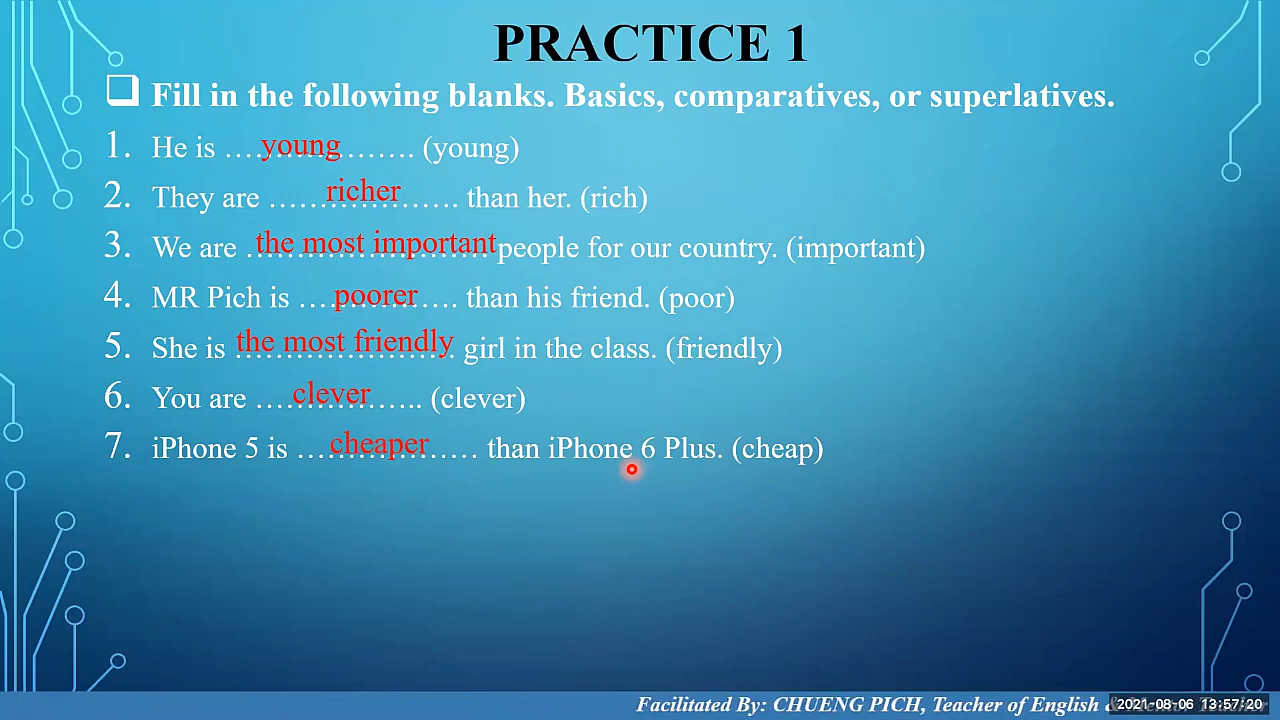 PRACTICE 1
Fill in the following blanks. Basics, comparatives, or superlatives.
1. He is ….young……. (young)
2. They are ……richer……. than her. (rich)
3. We are .the most important people for our country. (important)
4. MR Pich is ….poorer…. than his friend. (poor)
5. She is the most friendly. girl in the class. (friendly)
6. You are ….clever….. (clever)
7. iPhone 5 is ….cheaper…… than iPhone 6 Plus. (cheap)
Facilitated By: CHUENG PICH, Teacher of English
2021-08-06 13:57:20